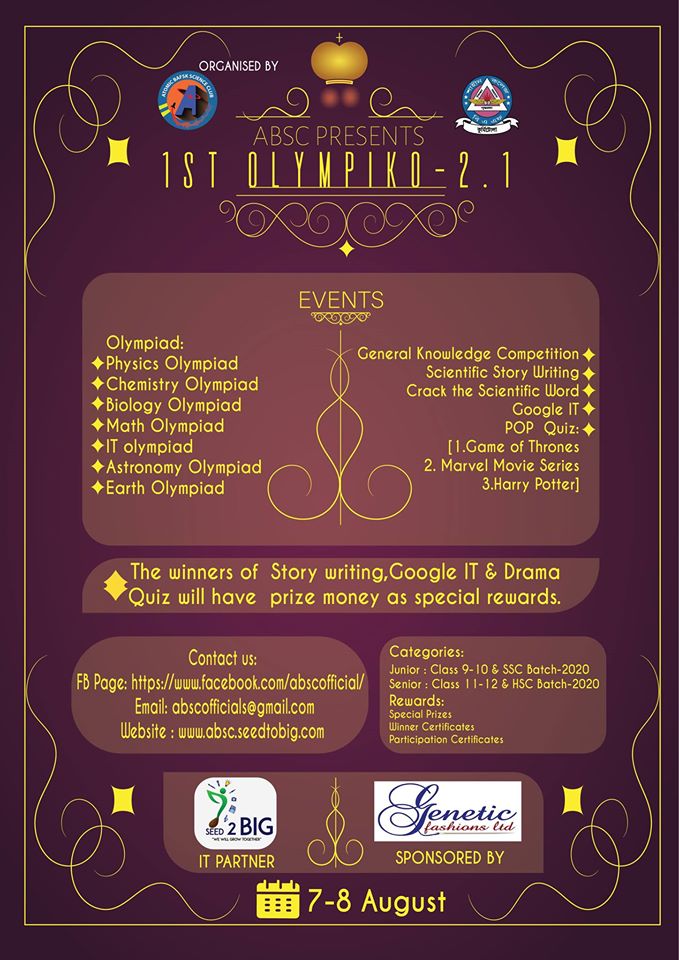 ORGANISED BY
ATOMIC BAFSK SCIENCE CLUB
কুর্মিটোলা
ABSC PRESENTS
1ST OLYMPIKO-2.1
EVENTS
Olympiad:
Physics Olympiad
Chemistry Olympiad
Biology Olympiad
Math Olympiad
IT olympiad
Astronomy Olympiad
Earth Olympiad
General Knowledge Competition
Scientific Story Writing
Crack the Scientific Word
Google IT
POP Quiz:
[1.Game of Thrones
2. Marvel Movie Series
3.Harry Potter]
The winners of Story writing,Google IT & Drama
Quiz will have prize money as special rewards.
Contact us:
FB Page: https://www.facebook.com/abscofficial/
Email: abscofficials@gmail.com
Website : www.absc.seedtobig.com
Categories:
Junior : Class 9-10 & SSC Batch-2020
Senior : Class 11-12 & HSC Batch-2020
Rewards:
Special Prizes
Winner Certificates
Participation Certificates
SEED 2 BIG
"WE WILL GROW TOGETHER"
IT PARTNER
Genetic
fashions ltd
SPONSORED BY
7-8 August